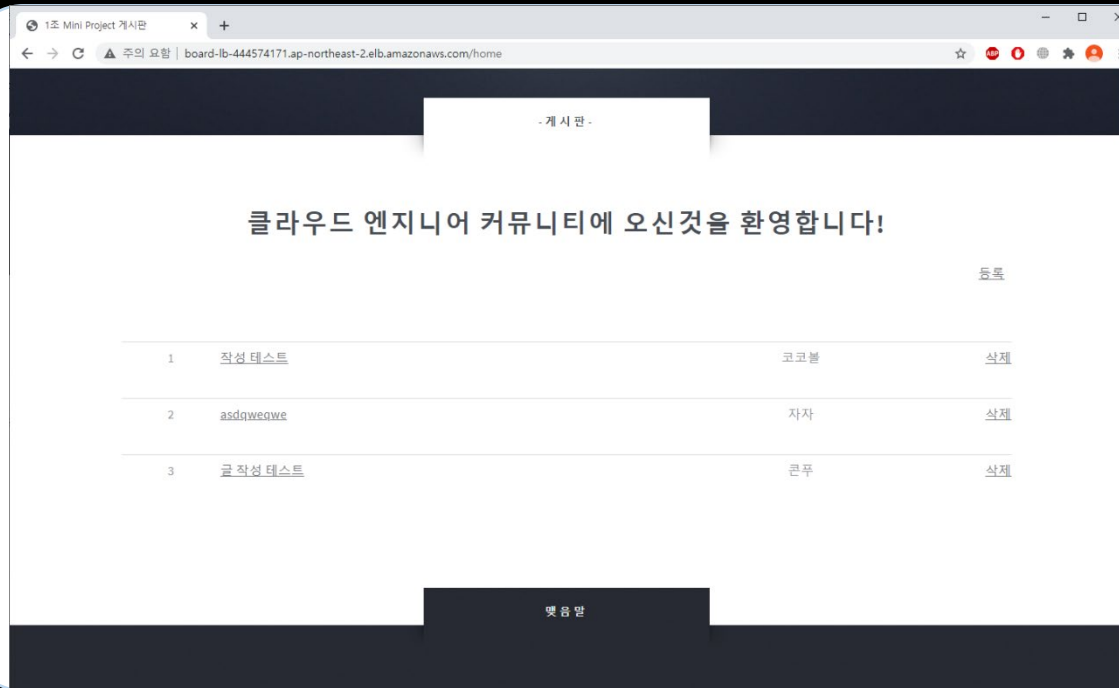 1조 Mini Project 게시판
주의 요함 | board-lb-444574171.ap-northeast-2.elb.amazonaws.com/home
ABP
- 게 시 판 -
클라우드 엔지니어 커뮤니티에 오신것을 환영합니다!
등록
1 작성 테스트 코코볼 삭제
2 asdqweqwe 자자 삭제
3 글 작성 테스트 콘푸 삭제
맺 음 말